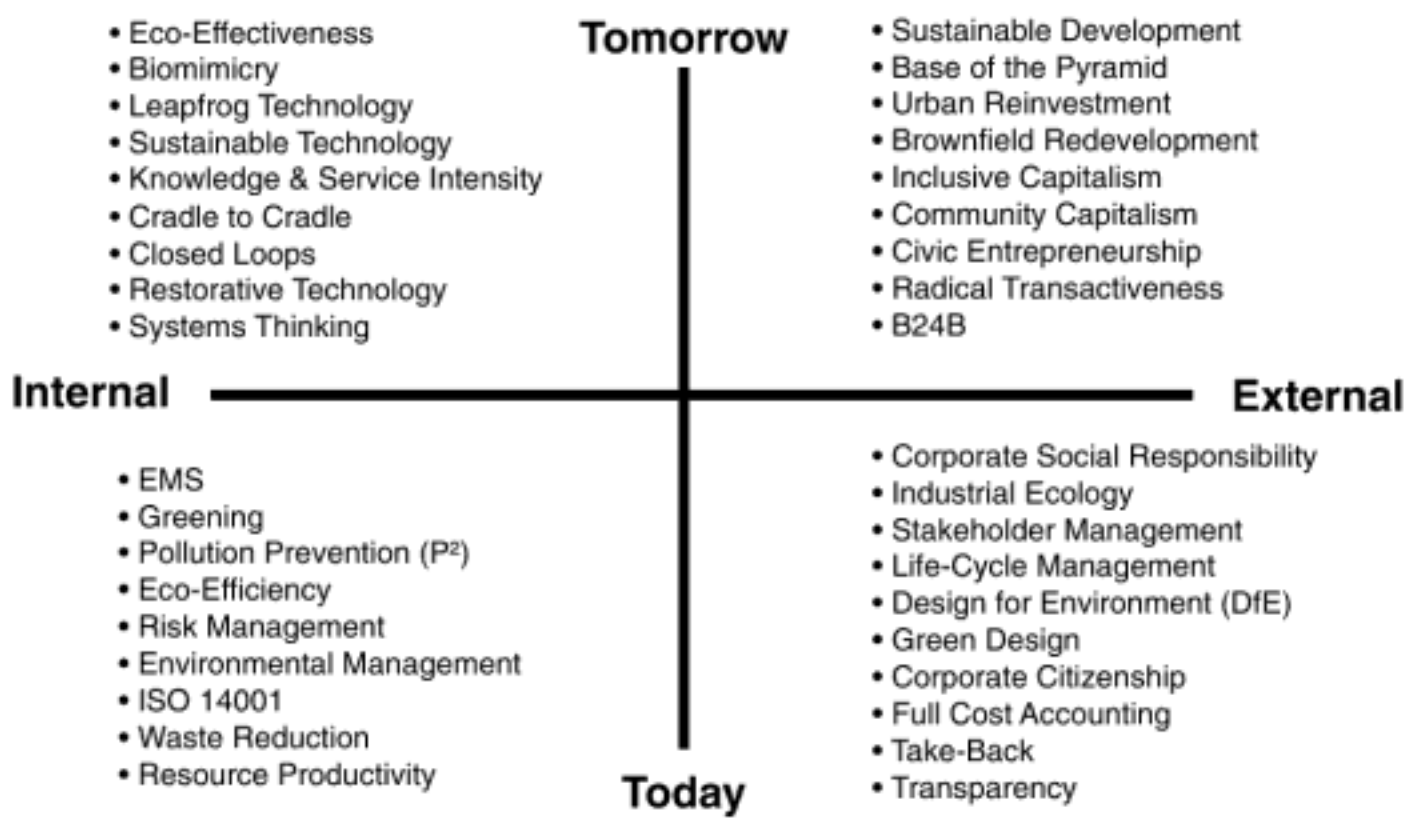 Tomorrow
• Eco-Effectiveness
• Biomimicry
• Leapfrog Technology
• Sustainable Technology
• Knowledge & Service Intensity
• Cradle to Cradle
• Closed Loops
• Restorative Technology
• Systems Thinking
• Sustainable Development
• Base of the Pyramid
• Urban Reinvestment
• Brownfield Redevelopment
• Inclusive Capitalism
• Community Capitalism
• Civic Entrepreneurship
• Radical Transactiveness
• B24B
Internal
External
• EMS
• Greening
• Pollution Prevention (P²)
• Eco-Efficiency
• Risk Management
• Environmental Management
• ISO 14001
• Waste Reduction
• Resource Productivity
• Corporate Social Responsibility
• Industrial Ecology
• Stakeholder Management
• Life-Cycle Management
• Design for Environment (DfE)
• Green Design
• Corporate Citizenship
• Full Cost Accounting
• Take-Back
• Transparency
Today